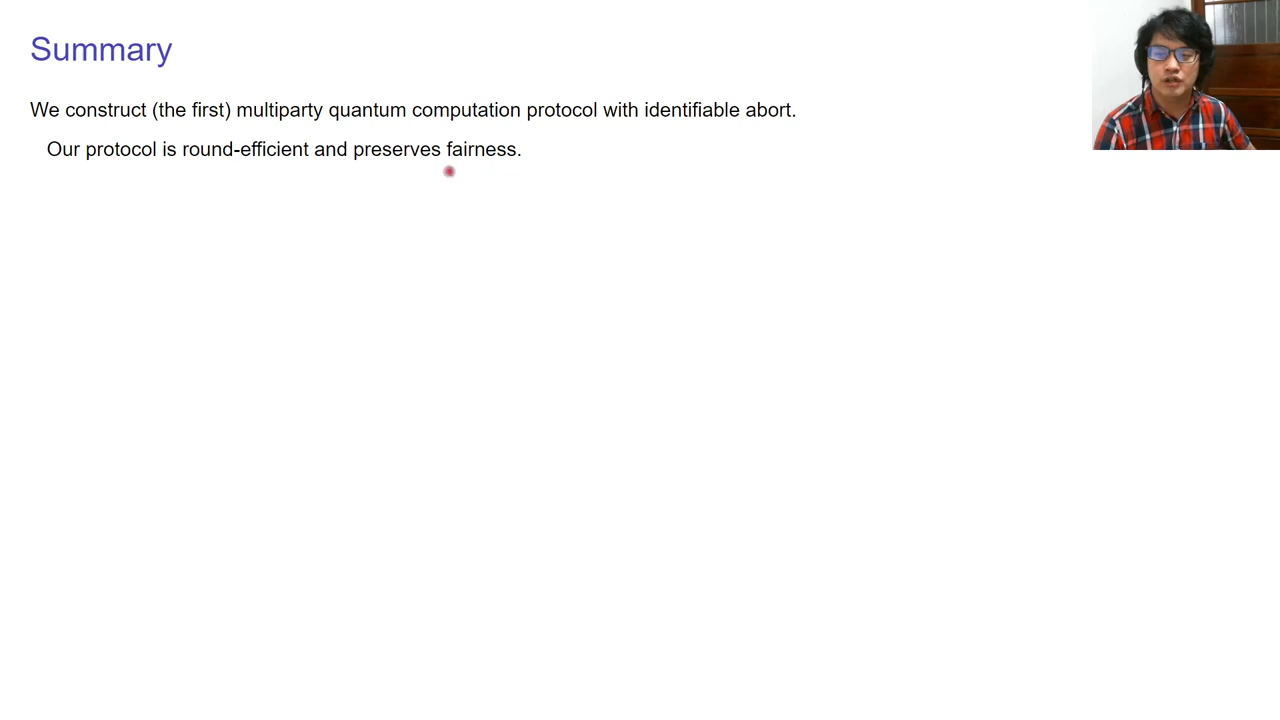 Summary
We construct (the first) multiparty quantum computation protocol with identifiable abort.
Our protocol is round-efficient and preserves fairness.